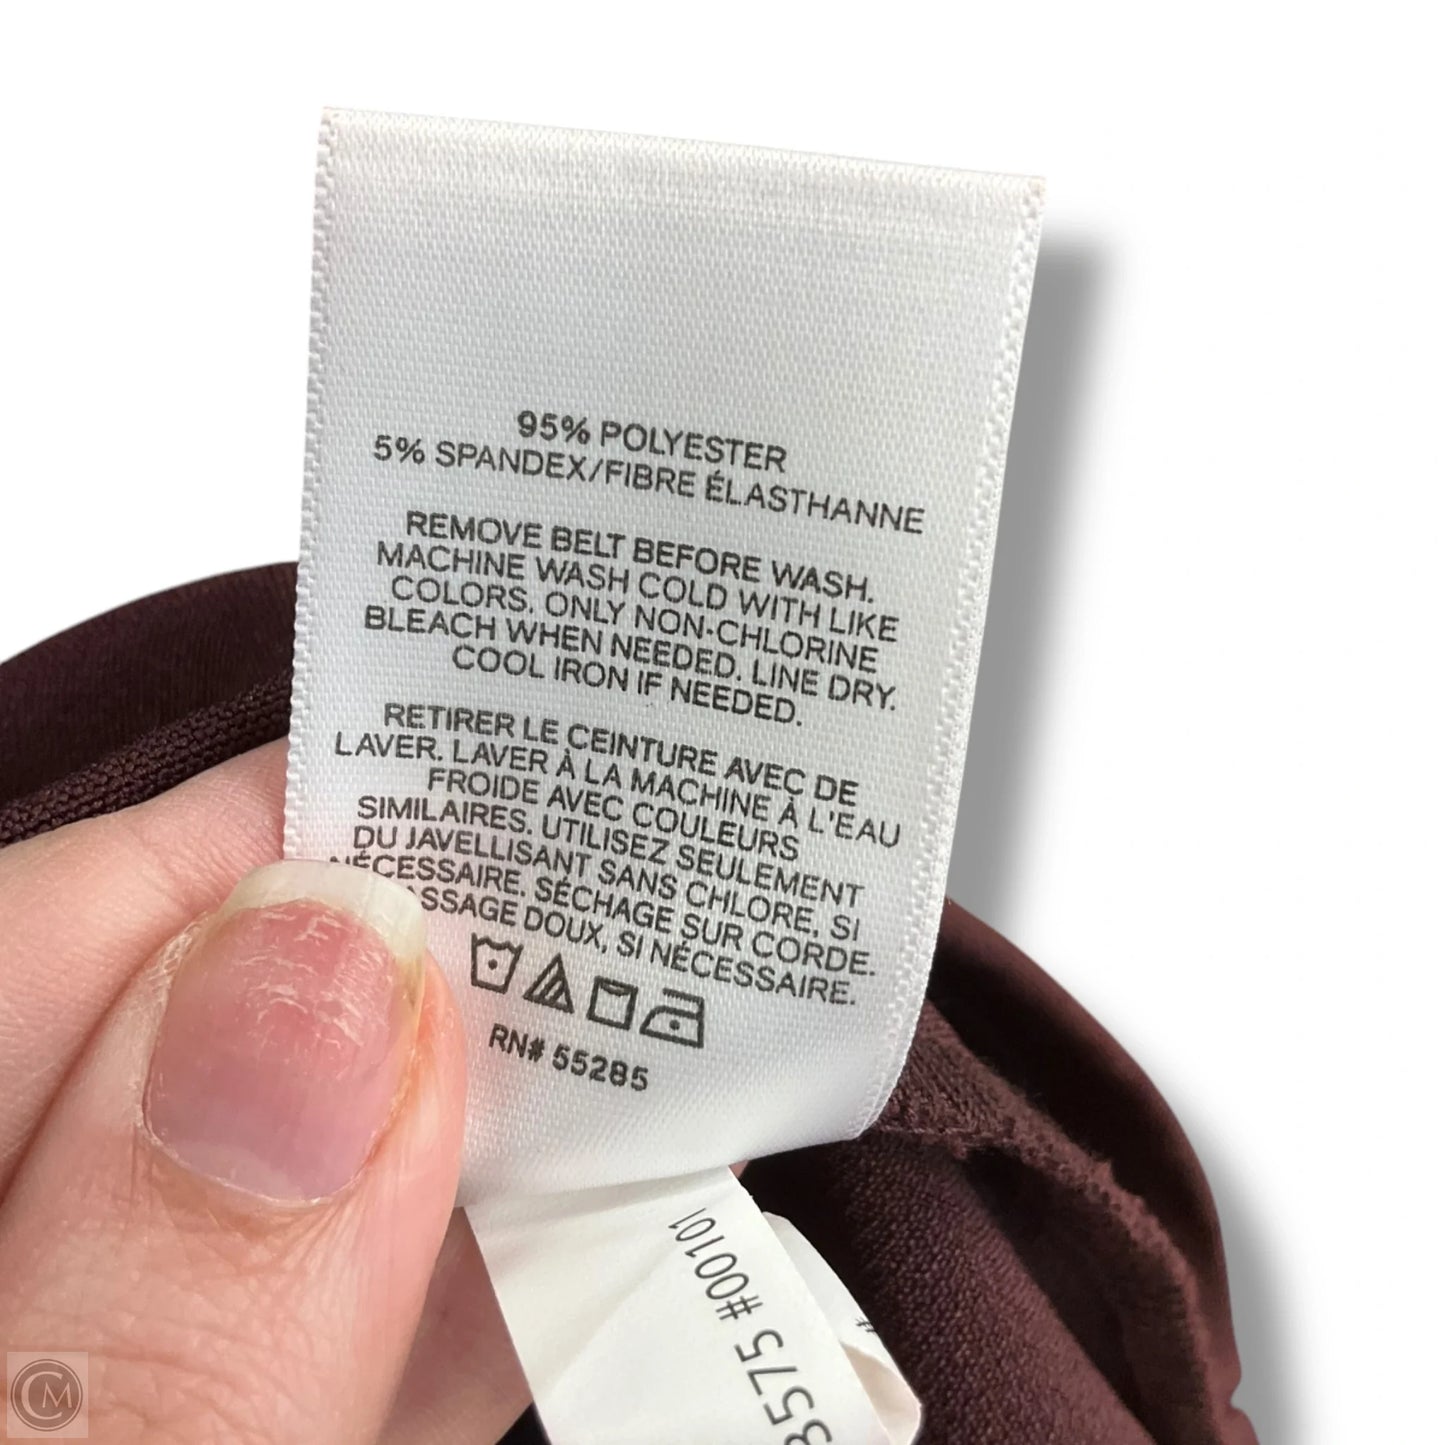 95% POLYESTER
5% SPANDEX/FIBRE ÉLASTHANNE
REMOVE BELT BEFORE WASH.
MACHINE WASH COLD WITH LIKE
COLORS. ONLY NON-CHLORINE
BLEACH WHEN NEEDED. LINE DRY.
COOL IRON IF NEEDED.
RETIRER LE CEINTURE AVEC DE
LAVER. LAVER À LA MACHINE À L'EAU
FROIDE AVEC COULEURS
SIMILAIRES. UTILISEZ SEULEMENT
DU JAVELLISANT SANS CHLORE, SI
NÉCESSAIRE. SÉCHAGE SUR CORDE.
ASSAGE DOUX, SI NÉCESSAIRE.
RN# 55285
3575 #00101
#
CM